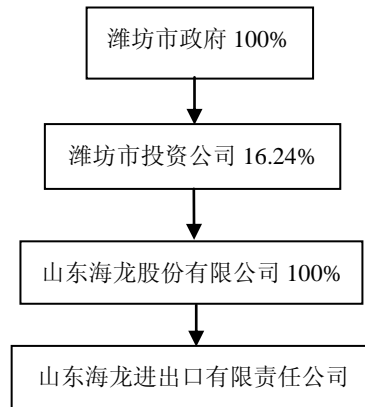 潍坊市政府 100%
潍坊市投资公司 16.24%
山东海龙股份有限公司 100%
山东海龙进出口有限责任公司